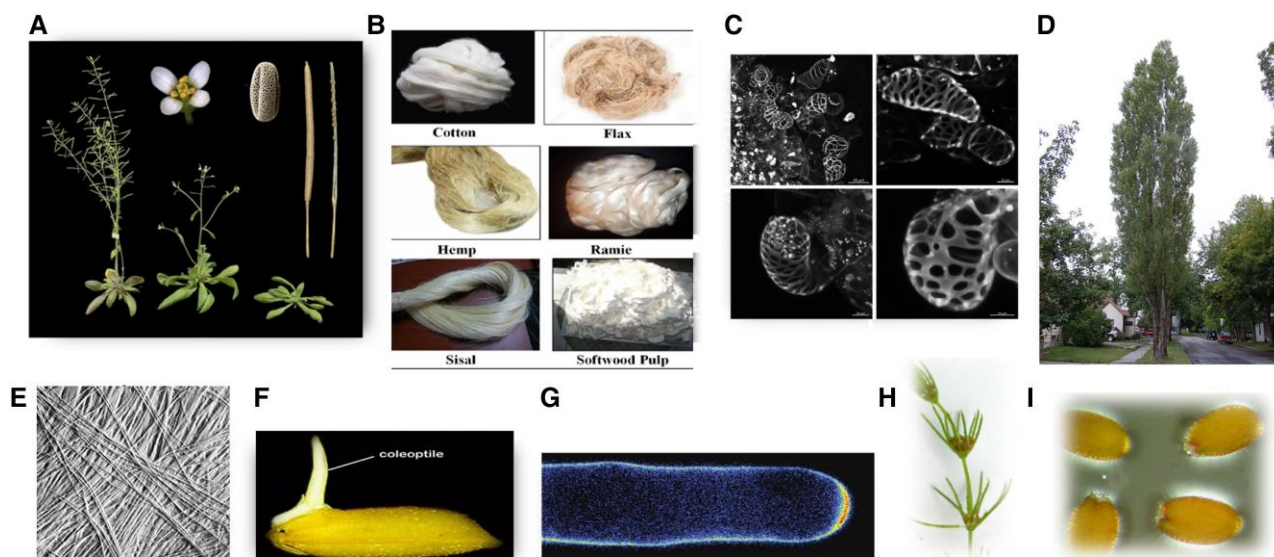 A
B
C
D
Cotton
Flax
Hemp
Ramie
Sisal
Softwood Pulp
E
F
G
H
I
coleoptile